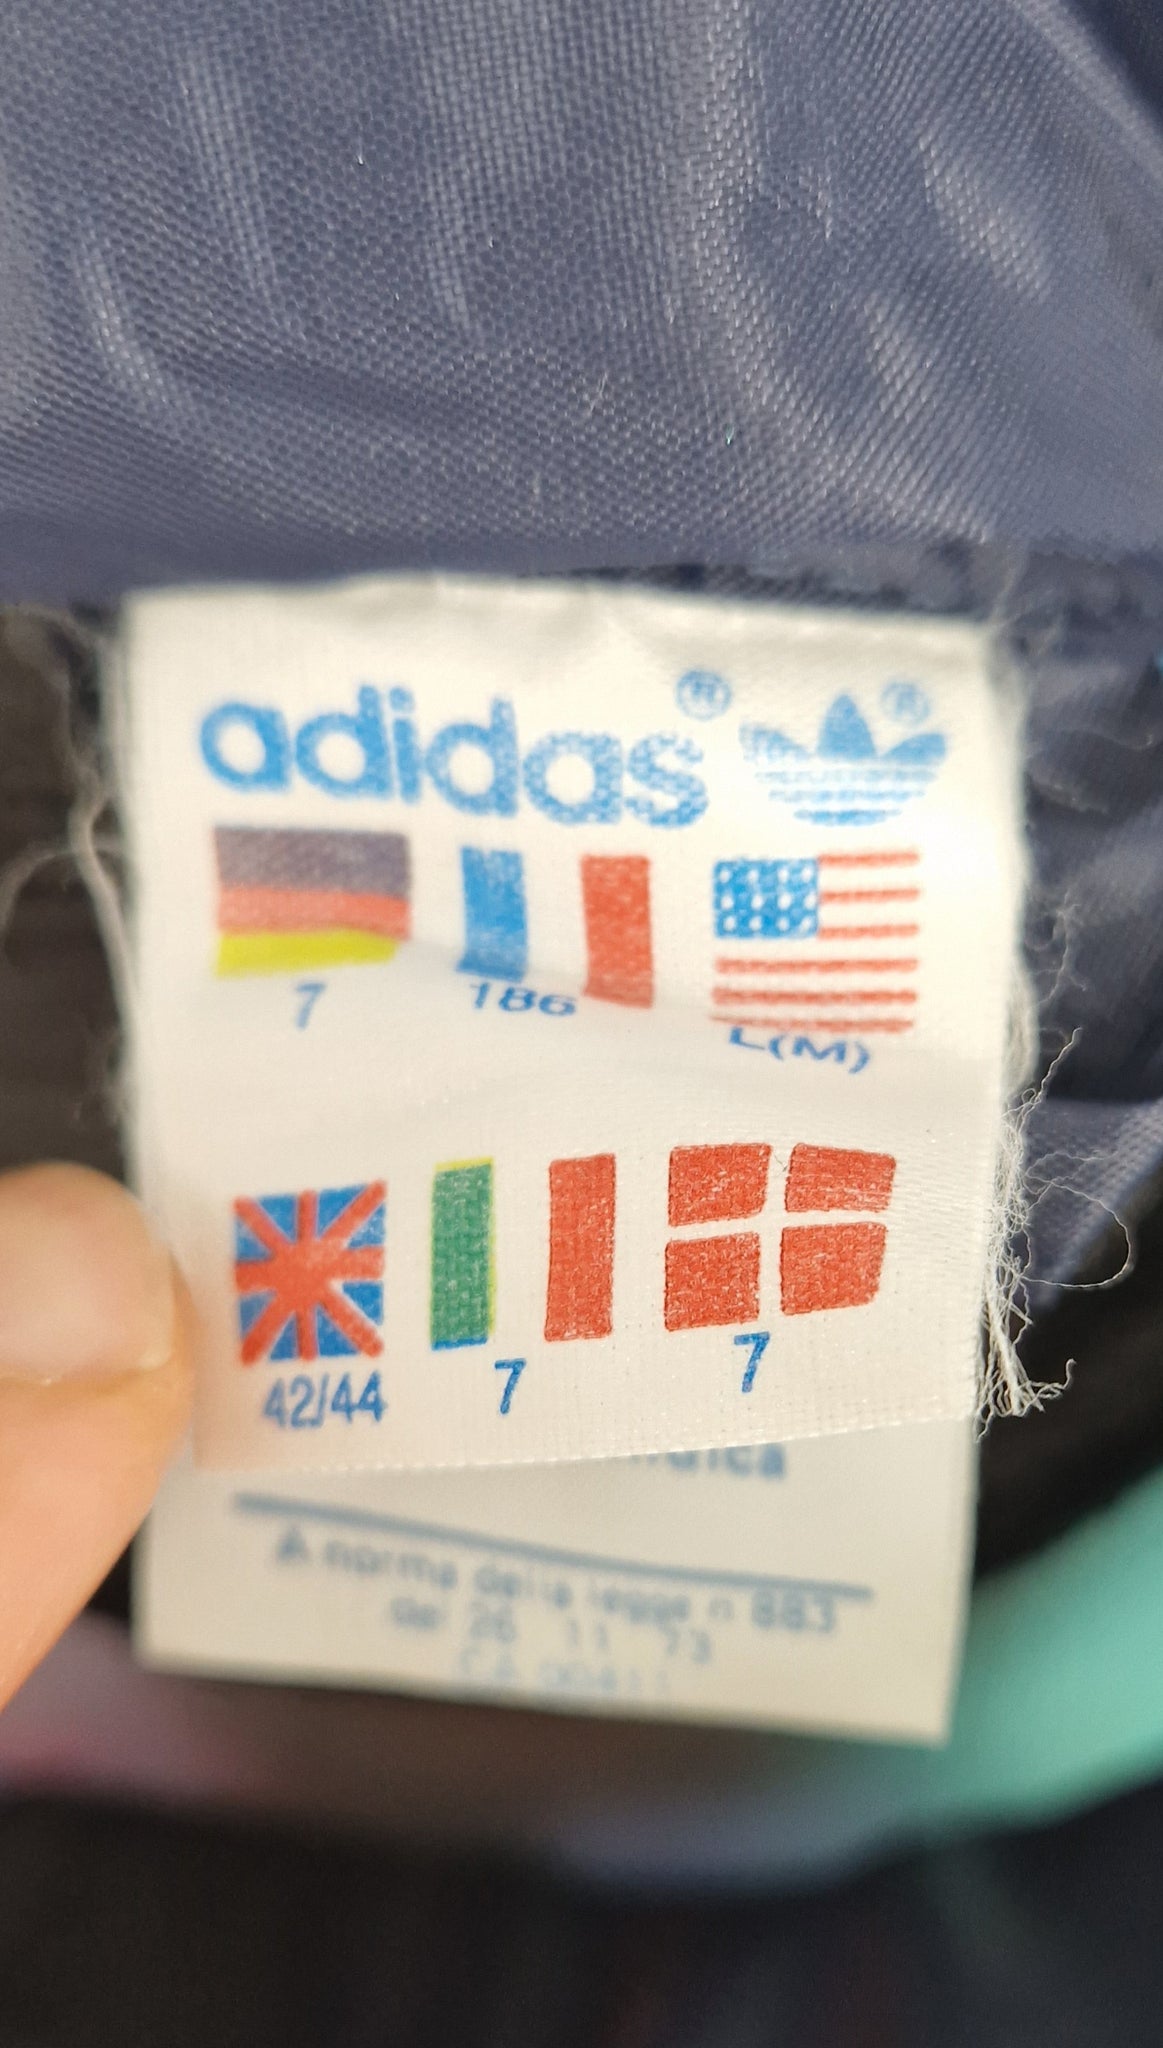 adidas® ®
7 186 L(M)
42/44 7 7
A norma della legge n 883
del 26 11 73